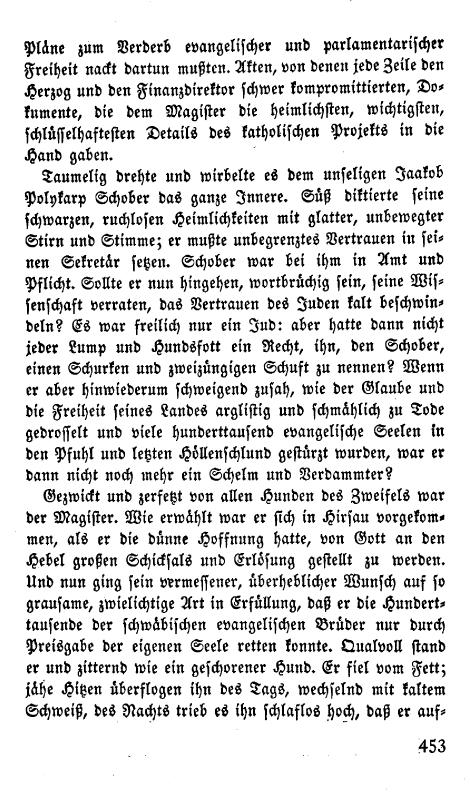 Pläne zum Verderb evangelischer und parlamentarischer
Freiheit nackt dartun mußten. Akten, von denen jede Zeile den
Herzog und den Finanzdirektor schwer kompromittierten, Do-
kumente, die dem Magister die heimlichsten, wichtigsten,
schlüsselhaftesten Details des katholischen Projekts in die
Hand gaben.
Taumelig drehte und wirbelte es dem unseligen Jaakob
Polykarp Schober das ganze Innere. Süß diktierte seine
schwarzen, ruchlosen Heimlichkeiten mit glatter, unbewegter
Stirn und Stimme; er mußte unbegrenztes Vertrauen in sei-
nen Sekretär setzen. Schober war bei ihm in Amt und
Pflicht. Sollte er nun hingehen, wortbrüchig sein, seine Wis-
senschaft verraten, das Vertrauen des Juden kalt beschwin-
deln? Es war freilich nur ein Jud: aber hatte dann nicht
jeder Lump und Hundsfott ein Recht, ihn, den Schober,
einen Schurken und zweizüngigen Schuft zu nennen? Wenn
er aber hinwiederum schweigend zusah, wie der Glaube und
die Freiheit seines Landes arglistig und schmählich zu Tode
gedrosselt und viele hunderttausend evangelische Seelen in
den Pfuhl und letzten Höllenschlund gestürzt wurden, war er
dann nicht noch mehr ein Schelm und Verdammter?
Gezwickt und zerfetzt von allen Hunden des Zweifels war
der Magister. Wie erwählt war er sich in Hirsau vorgekom-
men, als er die dünne Hoffnung hatte, von Gott an den
Hebel großen Schicksals und Erlösung gestellt zu werden.
Und nun ging sein vermessener, überheblicher Wunsch auf so
grausame, zwielichtige Art in Erfüllung, daß er die Hundert-
tausende der schwäbischen evangelischen Brüder nur durch
Preisgabe der eigenen Seele retten konnte. Qualvoll stand
er und zitternd wie ein geschorener Hund. Er fiel vom Fett;
jähe Hitzen überflogen ihn des Tags, wechselnd mit kaltem
Schweiß, des Nachts trieb es ihn schlaflos hoch, daß er auf-
453